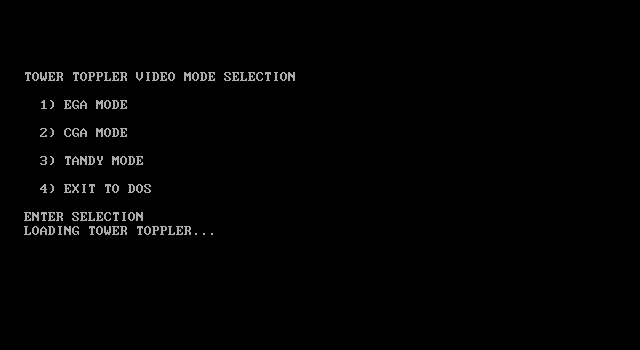 TOWER TOPPLER VIDEO MODE SELECTION
1) EGA MODE
2) CGA MODE
3) TANDY MODE
4) EXIT TO DOS
ENTER SELECTION
LOADING TOWER TOPPLER...